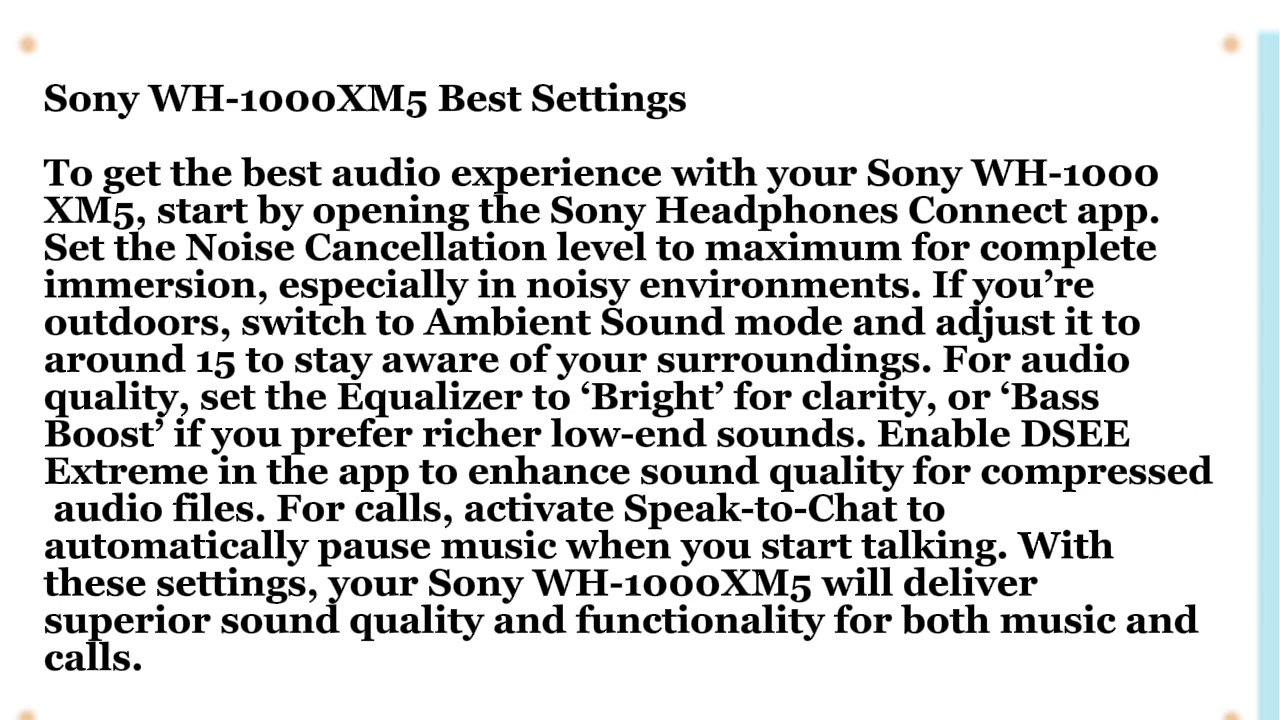 Sony WH-1000XM5 Best Settings
To get the best audio experience with your Sony WH-1000
XM5, start by opening the Sony Headphones Connect app.
Set the Noise Cancellation level to maximum for complete
immersion, especially in noisy environments. If you’re
outdoors, switch to Ambient Sound mode and adjust it to
around 15 to stay aware of your surroundings. For audio
quality, set the Equalizer to ‘Bright’ for clarity, or ‘Bass
Boost’ if you prefer richer low-end sounds. Enable DSEE
Extreme in the app to enhance sound quality for compressed
audio files. For calls, activate Speak-to-Chat to
automatically pause music when you start talking. With
these settings, your Sony WH-1000XM5 will deliver
superior sound quality and functionality for both music and
calls.